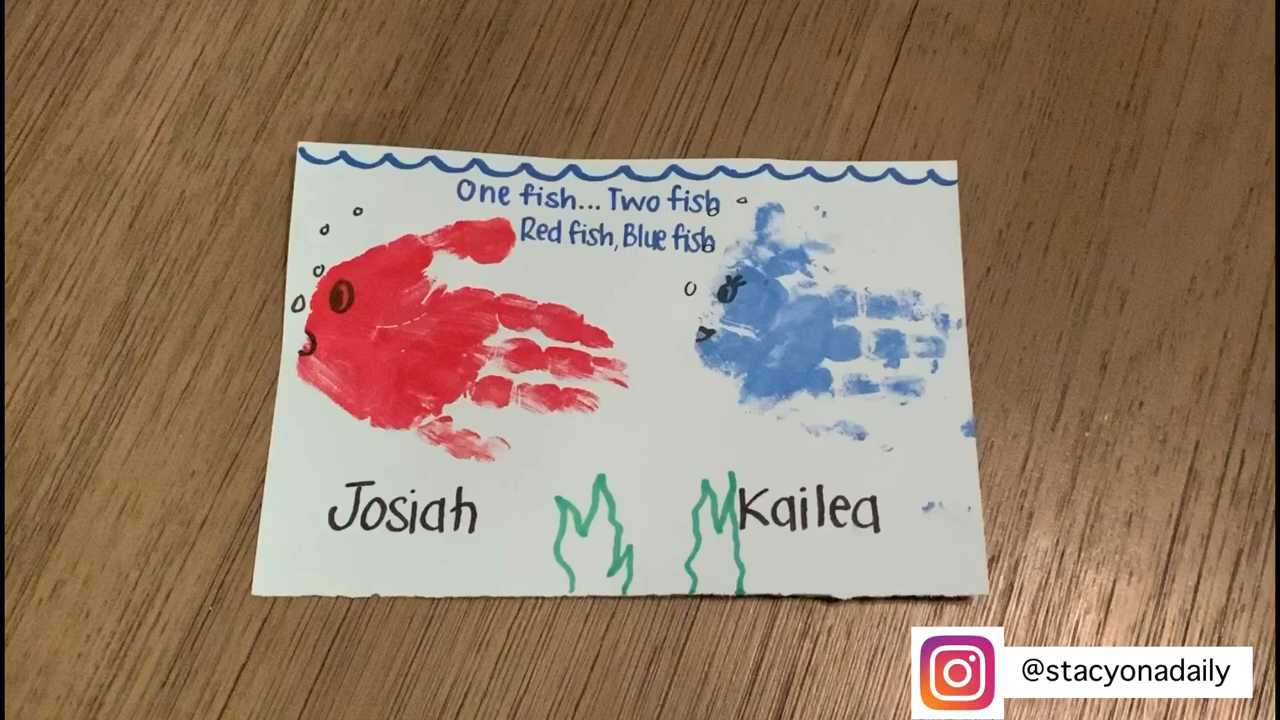 One fish... Two fish
Red fish, Blue fish
Josiah
Kailea
@stacyonadaily